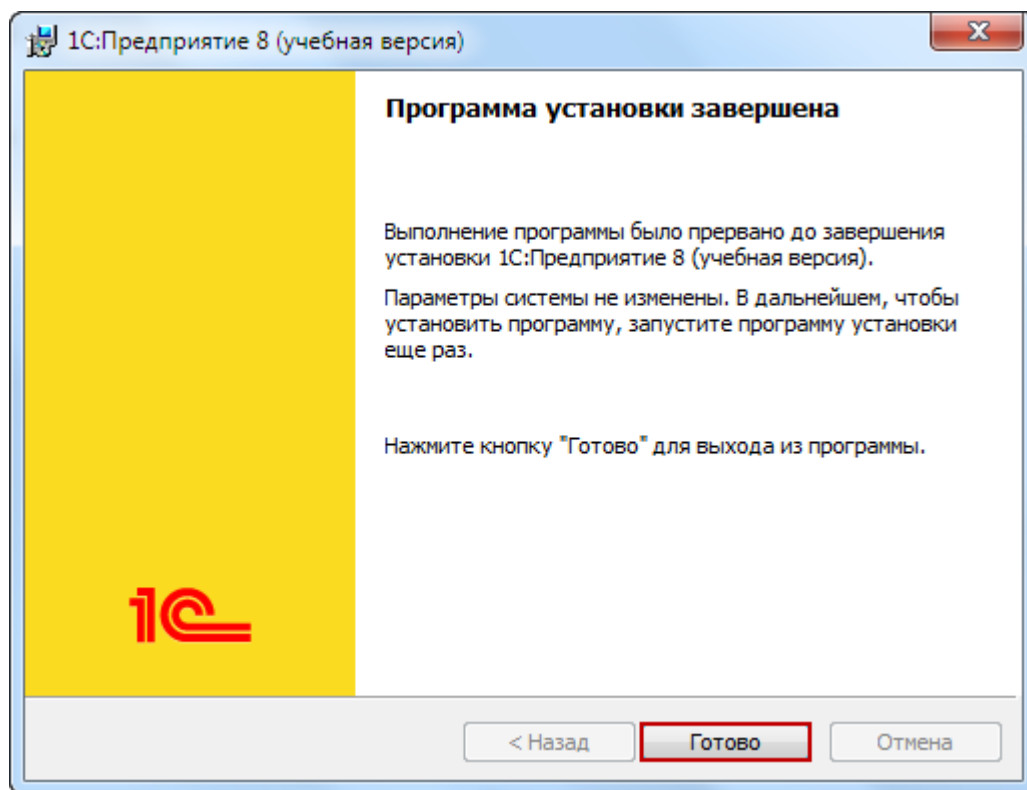 1С:Предприятие 8 (учебная версия)
Программа установки завершена
Выполнение программы было прервано до завершения
установки 1С:Предприятие 8 (учебная версия).
Параметры системы не изменены. В дальнейшем, чтобы
установить программу, запустите программу установки
еще раз.
Нажмите кнопку "Готово" для выхода из программы.
1С
< Назад
Готово
Отмена